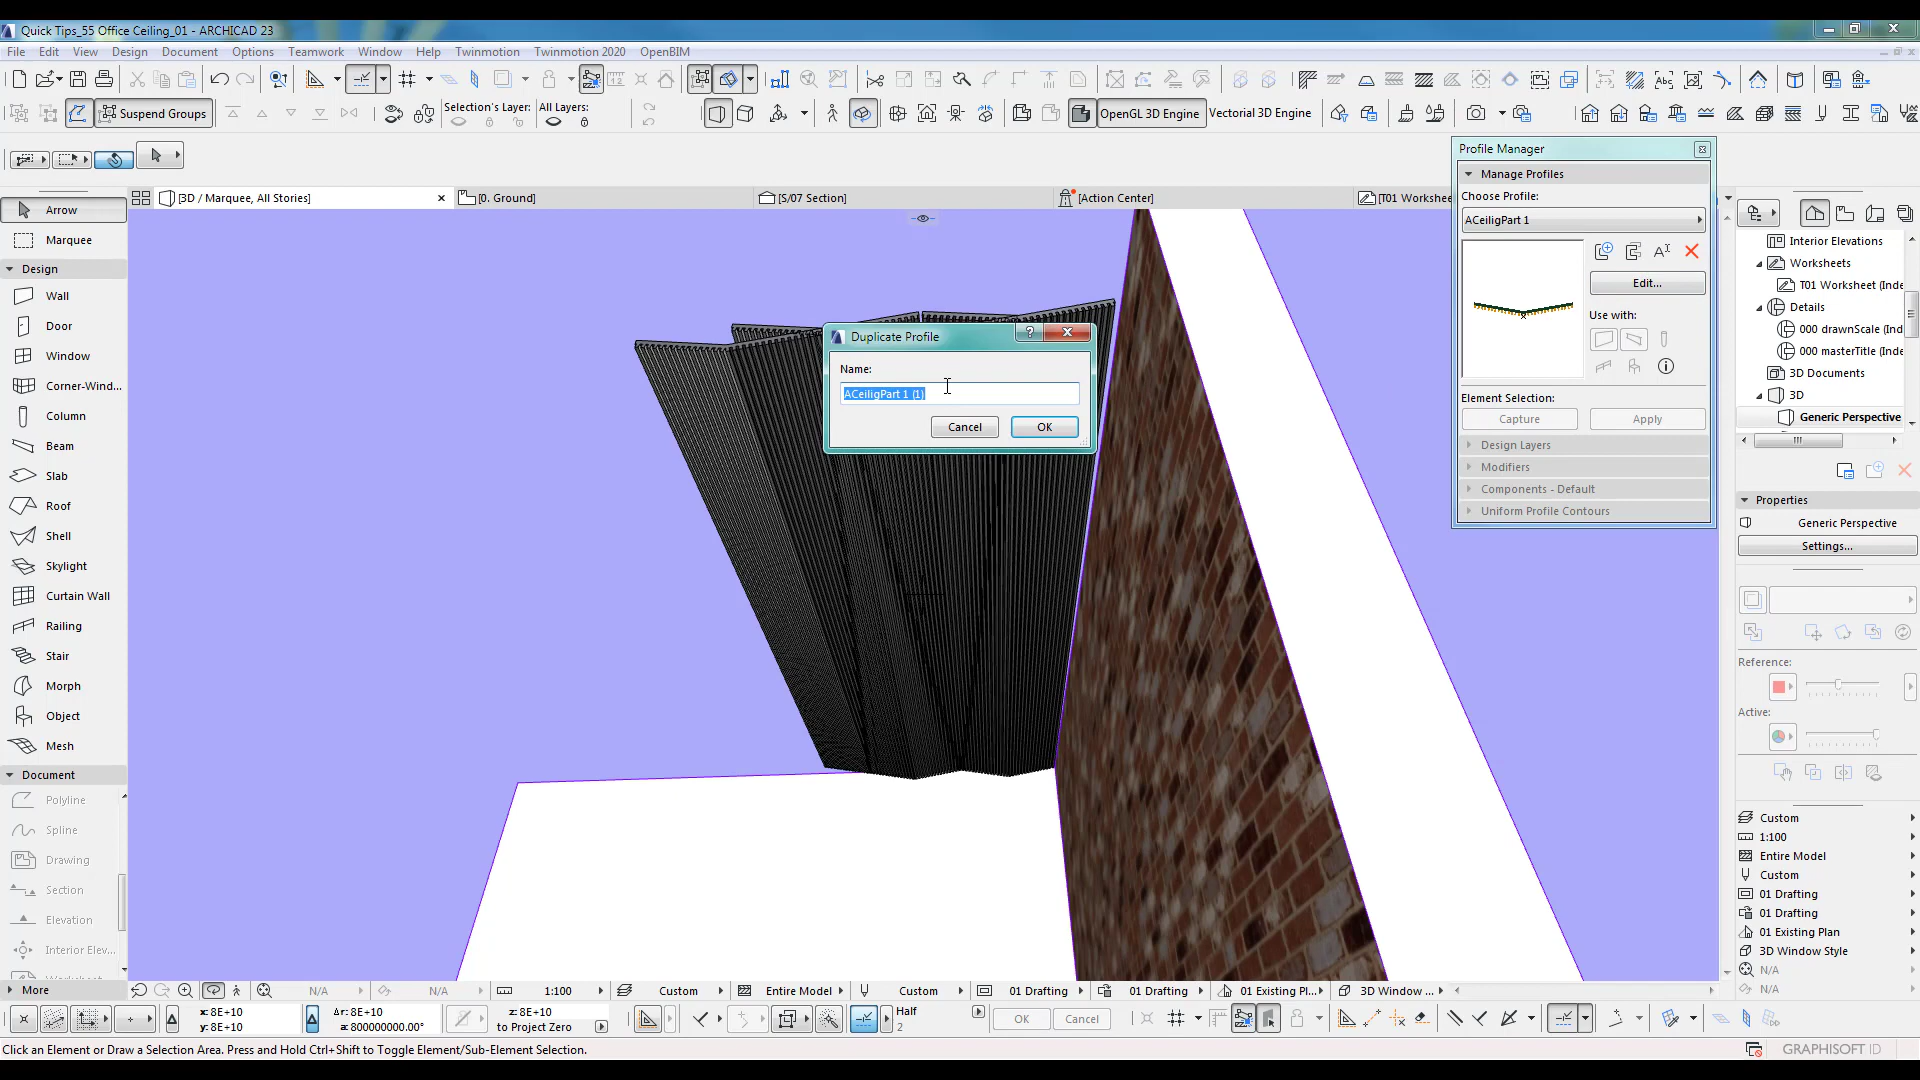 Quick Tips_55 Office Ceiling_01 - ARCHICAD 23
File Edit View Design Document Options Teamwork Window Help Twinmotion Twinmotion 2020 OpenBIM
Suspend Groups
Selection's Layer:
All Layers:
OpenGL 3D Engine
Vectorial 3D Engine
[3D / Marquee, All Stories]
[0. Ground]
[S/07 Section]
[Action Center]
[T01 Workshee
Arrow
Marquee
Design
Wall
Door
Window
Corner-Wind...
Column
Beam
Slab
Roof
Shell
Skylight
Curtain Wall
Railing
Stair
Morph
Object
Mesh
Document
Polyline
Spline
Drawing
Section
Elevation
Interior Elev...
More
Duplicate Profile
Name:
ACeiligPart 1 (1)
Cancel
OK
Profile Manager
Manage Profiles
Choose Profile:
ACeiligPart 1
Edit...
Use with:
Element Selection:
Capture
Apply
Design Layers
Modifiers
Components - Default
Uniform Profile Contours
Interior Elevations
Worksheets
T01 Worksheet (Inde
Details
000 drawnScale (Ind
000 masterTitle (Inde
3D Documents
3D
Generic Perspective
Properties
Generic Perspective
Settings...
Reference:
Active:
Custom
1:100
Entire Model
Custom
01 Drafting
01 Drafting
01 Existing Plan
3D Window Style
N/A
N/A
N/A
N/A
1:100
Custom
Entire Model
Custom
01 Drafting
01 Drafting
01 Existing Pl...
3D Window ...
x: 8E+10
y: 8E+10
Δr: 8E+10
a: 800000000.00°
z: 8E+10
to Project Zero
Half
2
OK
Cancel
Click an Element or Draw a Selection Area. Press and Hold Ctrl+Shift to Toggle Element/Sub-Element Selection.
GRAPHISOFT ID